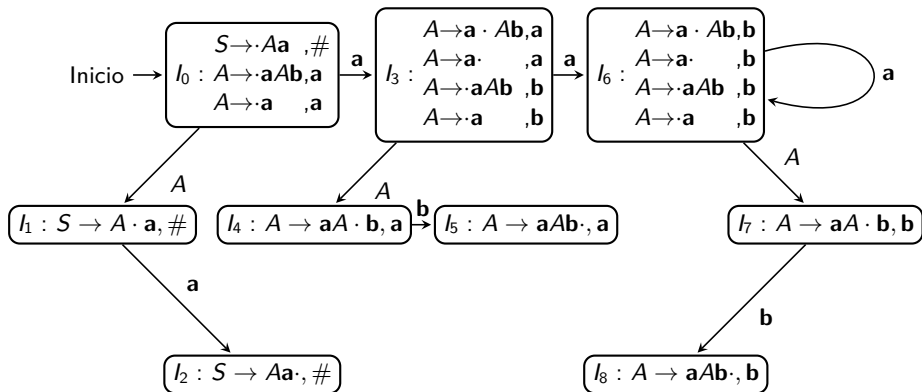 Inicio
I₀ : S→·Aa ,#
A→·aAb,a
A→·a ,a
a
I₃ : A→a · Ab,a
A→a· ,a
A→·aAb ,b
A→·a ,b
a
I₆ : A→a · Ab,b
A→a· ,b
A→·aAb ,b
A→·a ,b
a
A
A
A
I₁ : S → A · a, #
I₄ : A → aA · b, a
b
I₅ : A → aAb·, a
I₇ : A → aA · b, b
a
b
I₂ : S → Aa·, #
I₈ : A → aAb·, b